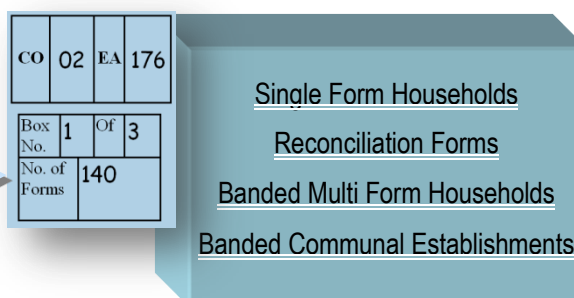 CO 02 EA 176
Box No. 1 Of 3
No. of Forms 140
Single Form Households
Reconciliation Forms
Banded Multi Form Households
Banded Communal Establishments